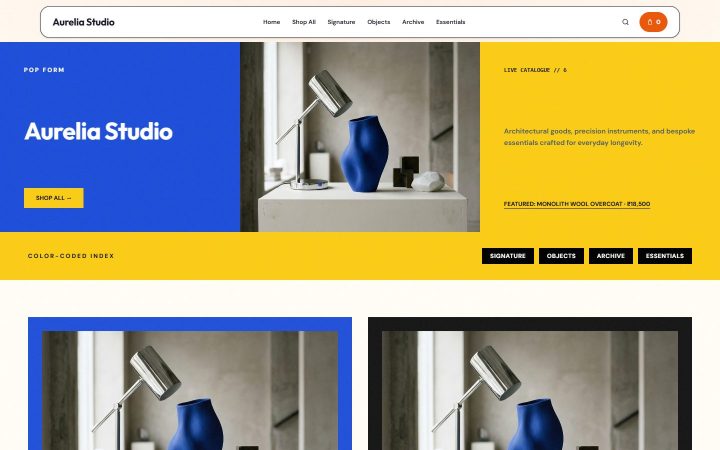 Aurelia Studio
Home Shop All Signature Objects Archive Essentials
0
POP FORM
Aurelia Studio
SHOP ALL →
LIVE CATALOGUE // 6
Architectural goods, precision instruments, and bespoke
essentials crafted for everyday longevity.
FEATURED: MONOLITH WOOL OVERCOAT · ₹18,500
COLOR-CODED INDEX
SIGNATURE OBJECTS ARCHIVE ESSENTIALS